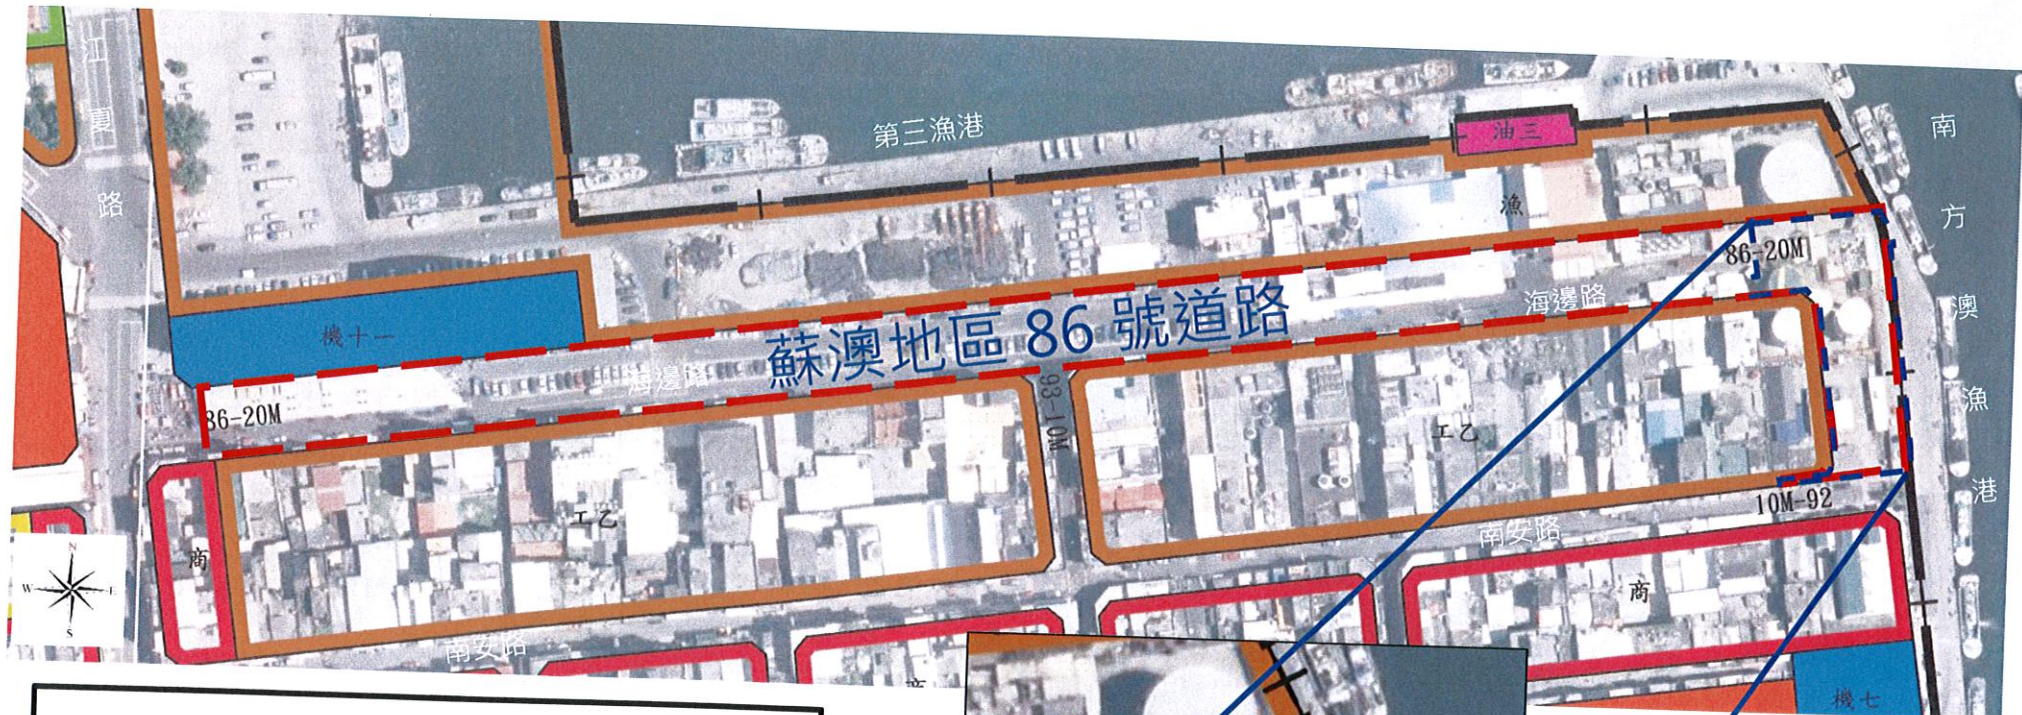 江夏路
第三漁港
油三
南方澳漁港
漁
86-20M
海邊路
機十一
蘇澳地區 86 號道路
海邊路
86-20M
93-10M
工乙
工乙
10M-92
南安路
商
商
N
W
E
S
南安路
商
機七